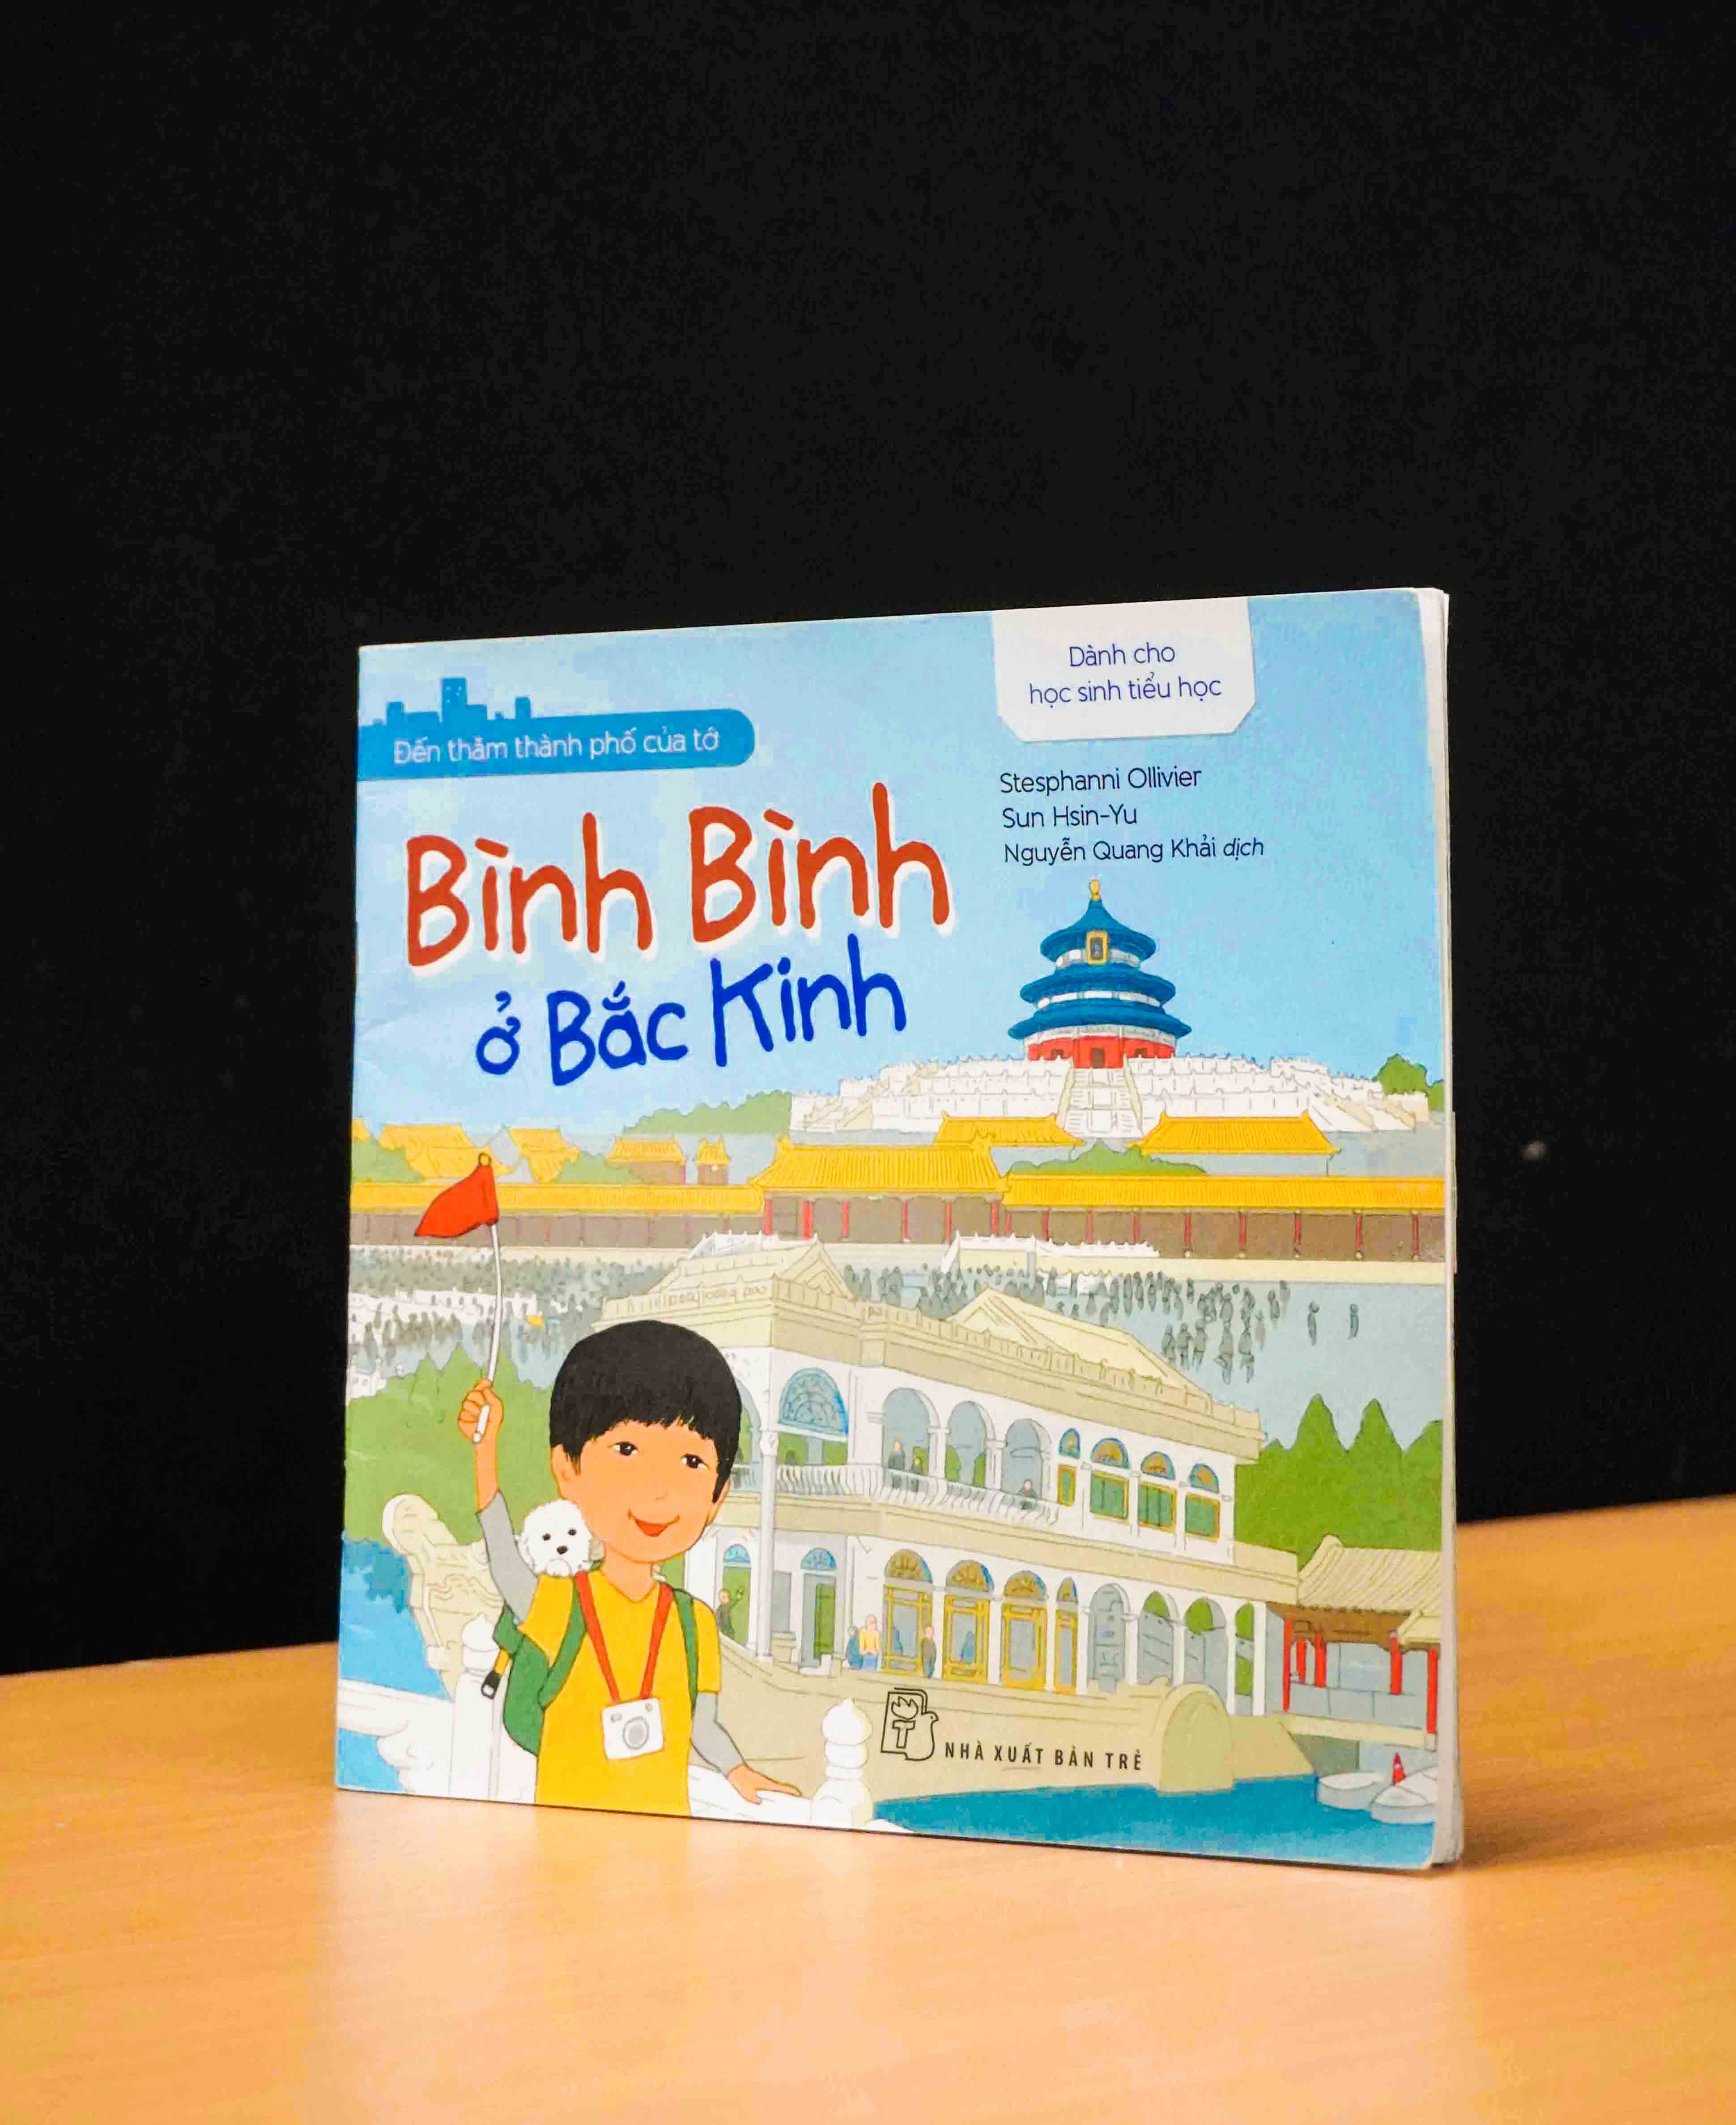 Dành cho
học sinh tiểu học
Đến thăm thành phố của tớ
Stesphanni Ollivier
Sun Hsin-Yu
Nguyễn Quang Khải dịch
Bình Bình
ở Bắc Kinh
NHÀ XUẤT BẢN TRẺ